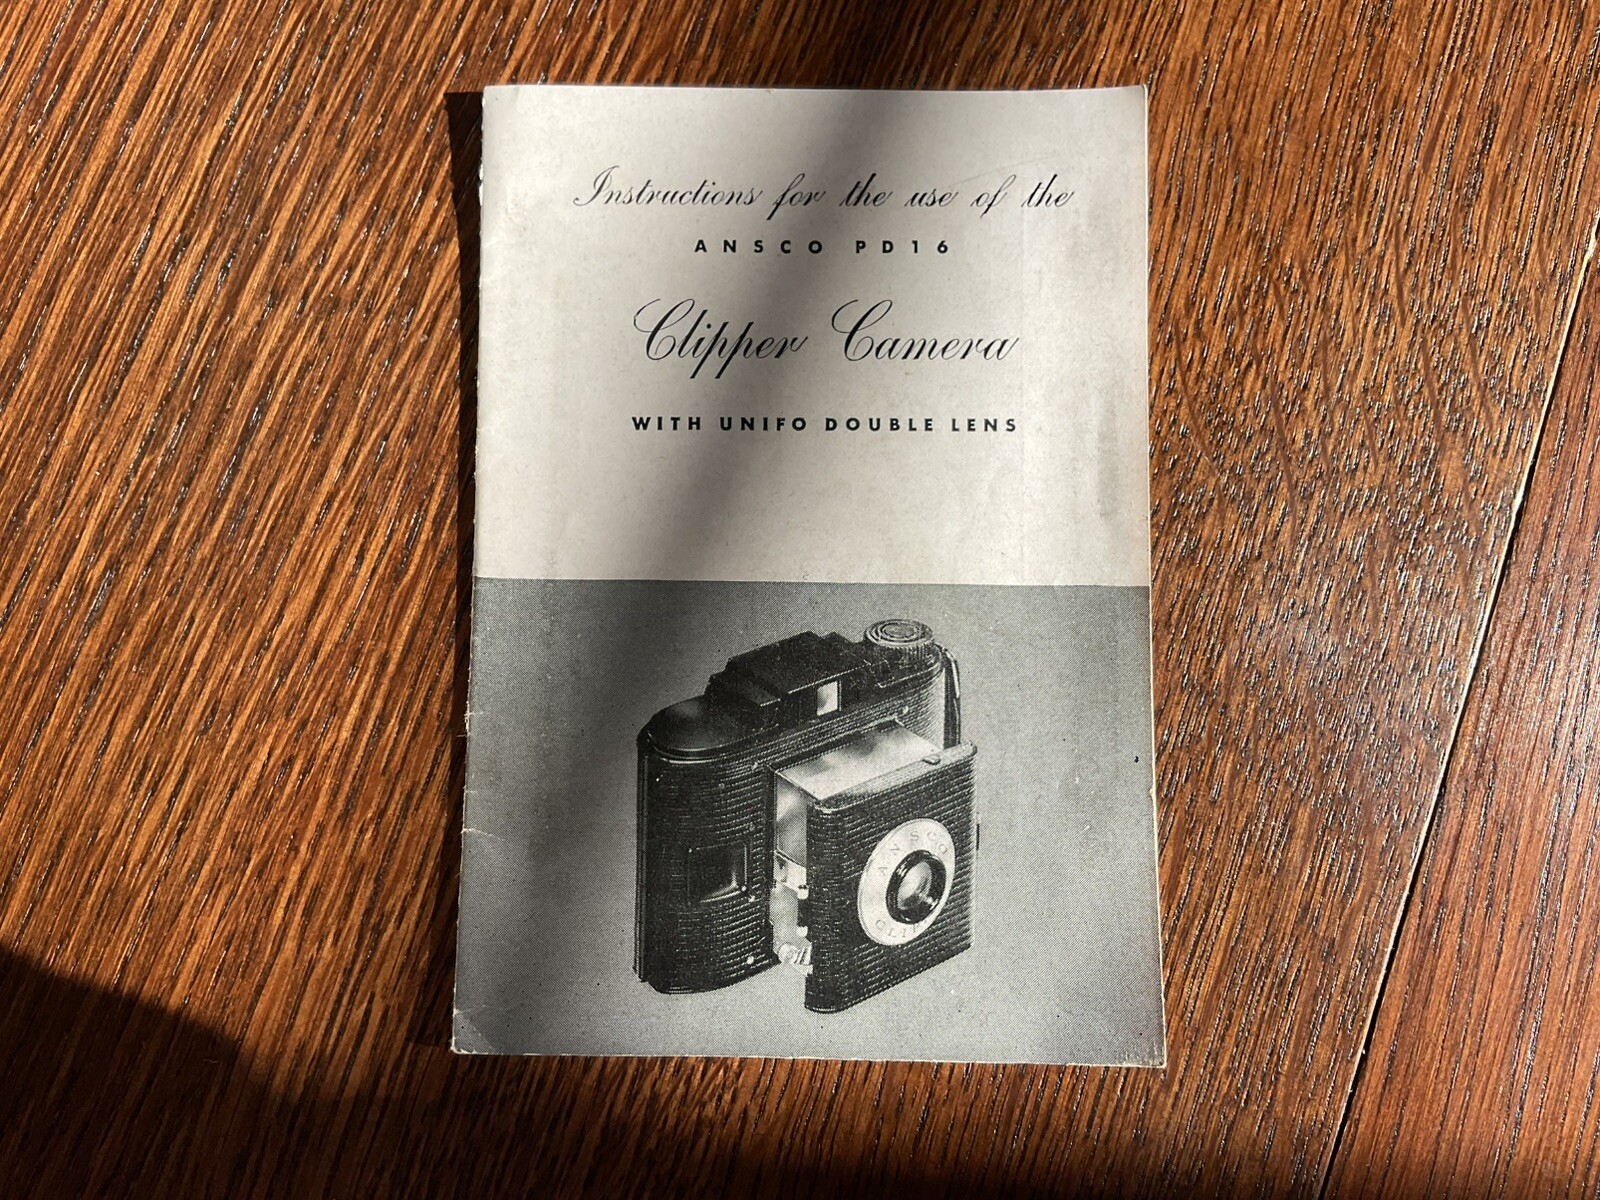 Instructions for the use of the
ANSCO PD16
Clipper Camera
WITH UNIFO DOUBLE LENS
ANSCO